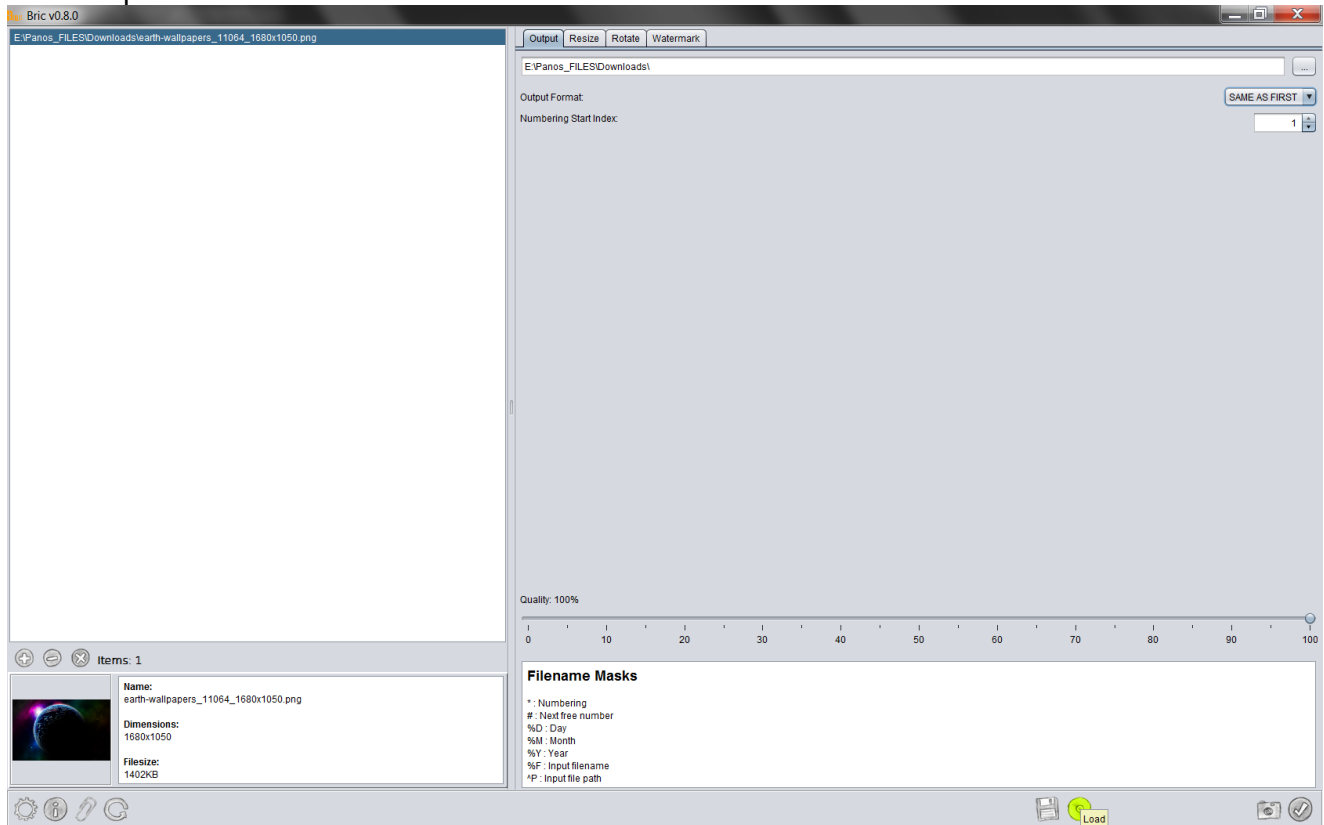 Bric v0.8.0
E:\Panos_FILES\Downloads\earth-wallpapers_11064_1680x1050.png
Output Resize Rotate Watermark
E:\Panos_FILES\Downloads\
...
Output Format:
SAME AS FIRST
Numbering Start Index:
1
Quality: 100%
0 10 20 30 40 50 60 70 80 90 100
Items: 1
Name:
earth-wallpapers_11064_1680x1050.png
Dimensions:
1680x1050
Filesize:
1402KB
Filename Masks
* : Numbering
# : Next free number
%D : Day
%M : Month
%Y : Year
%F : Input filename
^P : Input file path
Load